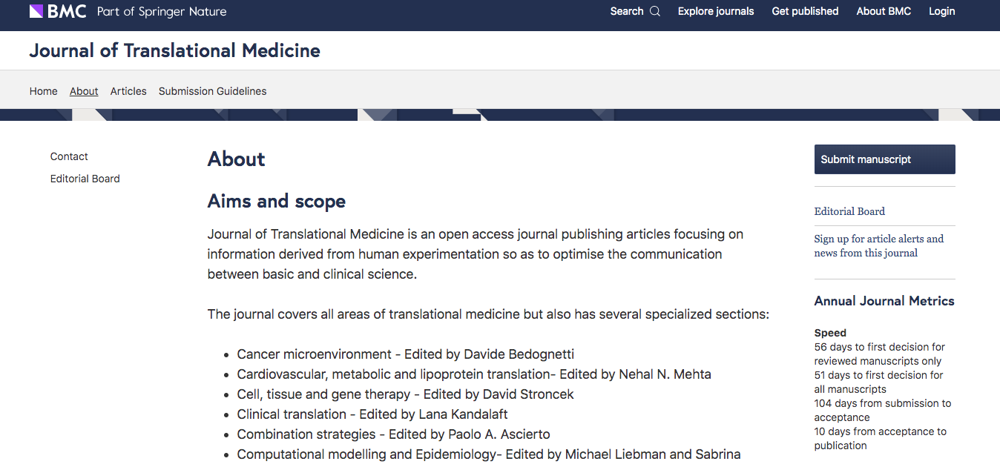 BMC Part of Springer Nature
Search Explore journals Get published About BMC Login
Journal of Translational Medicine
Home About Articles Submission Guidelines
Contact
Editorial Board
About
Aims and scope
Journal of Translational Medicine is an open access journal publishing articles focusing on
information derived from human experimentation so as to optimise the communication
between basic and clinical science.
The journal covers all areas of translational medicine but also has several specialized sections:
• Cancer microenvironment - Edited by Davide Bedognetti
• Cardiovascular, metabolic and lipoprotein translation- Edited by Nehal N. Mehta
• Cell, tissue and gene therapy - Edited by David Stroncek
• Clinical translation - Edited by Lana Kandalaft
• Combination strategies - Edited by Paolo A. Ascierto
• Computational modelling and Epidemiology- Edited by Michael Liebman and Sabrina
Submit manuscript
Editorial Board
Sign up for article alerts and
news from this journal
Annual Journal Metrics
Speed
56 days to first decision for
reviewed manuscripts only
51 days to first decision for
all manuscripts
104 days from submission to
acceptance
10 days from acceptance to
publication